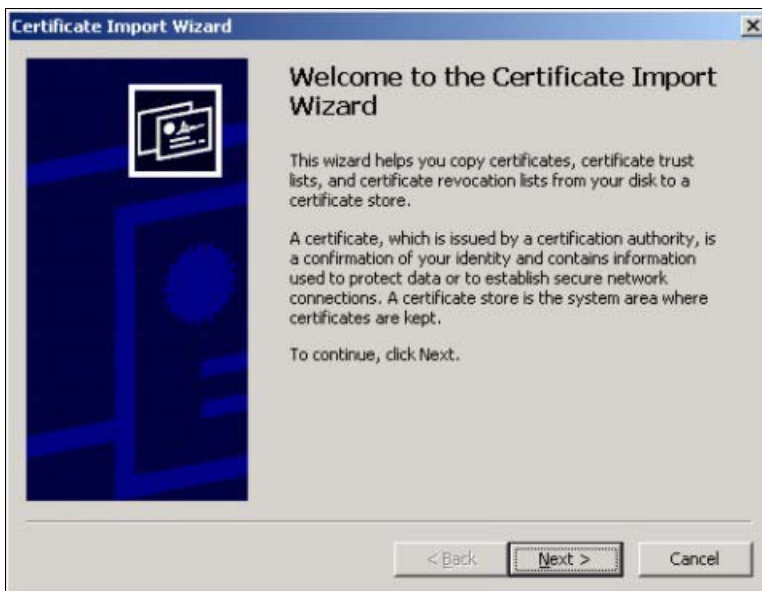 Certificate Import Wizard
Welcome to the Certificate Import
Wizard
This wizard helps you copy certificates, certificate trust
lists, and certificate revocation lists from your disk to a
certificate store.
A certificate, which is issued by a certification authority, is
a confirmation of your identity and contains information
used to protect data or to establish secure network
connections. A certificate store is the system area where
certificates are kept.
To continue, click Next.
< Back Next > Cancel